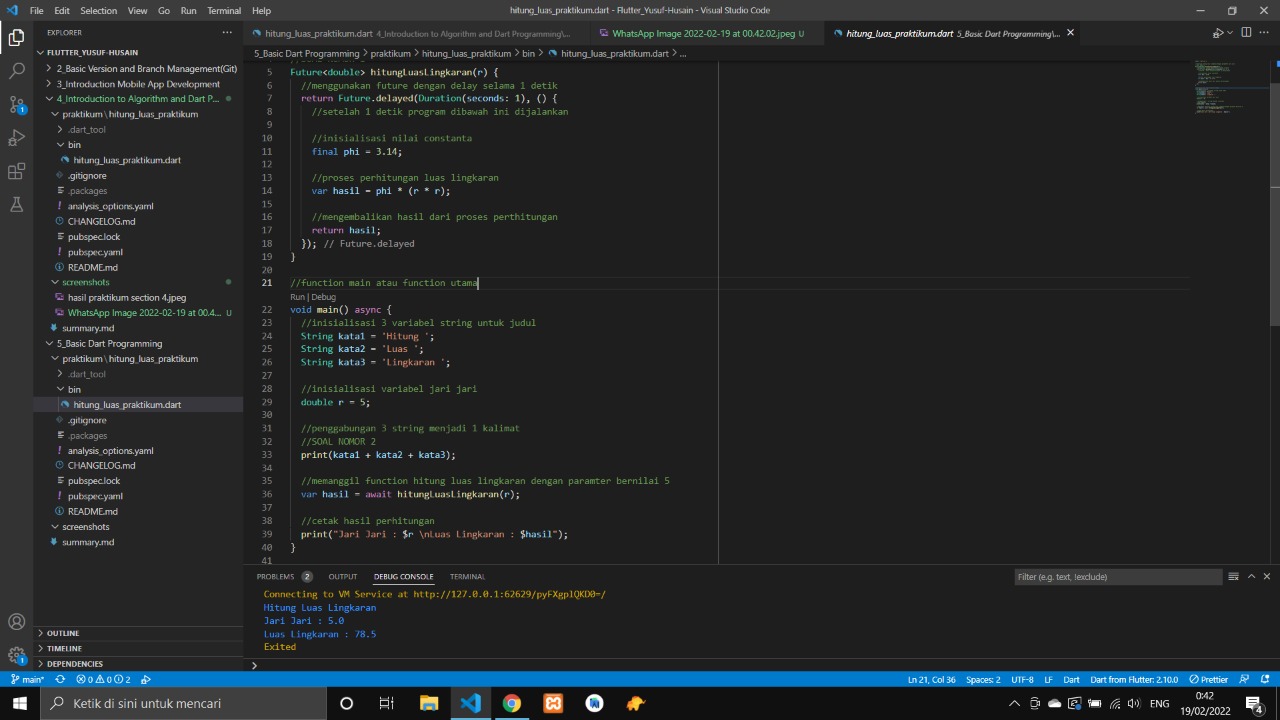 File Edit Selection View Go Run Terminal Help
hitung_luas_praktikum.dart - Flutter_Yusuf-Husain - Visual Studio Code
EXPLORER
FLUTTER_YUSUF-HUSAIN
2_Basic Version and Branch Management(Git)
3_Introduction Mobile App Development
4_Introduction to Algorithm and Dart P...
praktikum\hitung_luas_praktikum
.dart_tool
bin
hitung_luas_praktikum.dart
.gitignore
.packages
analysis_options.yaml
CHANGELOG.md
pubspec.lock
pubspec.yaml
README.md
screenshots
hasil praktikum section 4.jpeg
WhatsApp Image 2022-02-19 at 00.4... U
summary.md
5_Basic Dart Programming
praktikum\hitung_luas_praktikum
.dart_tool
bin
hitung_luas_praktikum.dart
.gitignore
.packages
analysis_options.yaml
CHANGELOG.md
pubspec.lock
pubspec.yaml
README.md
screenshots
summary.md
OUTLINE
TIMELINE
DEPENDENCIES
hitung_luas_praktikum.dart 4_Introduction to Algorithm and Dart Programming\...
WhatsApp Image 2022-02-19 at 00.42.02.jpeg U
hitung_luas_praktikum.dart 5_Basic Dart Programming\...
5_Basic Dart Programming > praktikum > hitung_luas_praktikum > bin > hitung_luas_praktikum.dart > ...
5 Future<double> hitungLuasLingkaran(r) {
6 //menggunakan future dengan delay selama 1 detik
7 return Future.delayed(Duration(seconds: 1), () {
8 //setelah 1 detik program dibawah ini dijalankan
9
10 //inisialisasi nilai constanta
11 final phi = 3.14;
12
13 //proses perhitungan luas lingkaran
14 var hasil = phi * (r * r);
15
16 //mengembalikan hasil dari proses perthitungan
17 return hasil;
18 }); // Future.delayed
19 }
20
21 //function main atau function utama
Run | Debug
22 void main() async {
23 //inisialisasi 3 variabel string untuk judul
24 String kata1 = 'Hitung ';
25 String kata2 = 'Luas ';
26 String kata3 = 'Lingkaran ';
27
28 //inisialisasi variabel jari jari
29 double r = 5;
30
31 //penggabungan 3 string menjadi 1 kalimat
32 //SOAL NOMOR 2
33 print(kata1 + kata2 + kata3);
34
35 //memanggil function hitung luas lingkaran dengan paramter bernilai 5
36 var hasil = await hitungLuasLingkaran(r);
37
38 //cetak hasil perhitungan
39 print("Jari Jari : $r \nLuas Lingkaran : $hasil");
40 }
41
PROBLEMS 2 OUTPUT DEBUG CONSOLE TERMINAL
Filter (e.g. text, !exclude)
Connecting to VM Service at http://127.0.0.1:62629/pyFXgplQKD0=/
Hitung Luas Lingkaran
Jari Jari : 5.0
Luas Lingkaran : 78.5
Exited
main* 0 0 2
Ln 21, Col 36 Spaces: 2 UTF-8 LF Dart Dart from Flutter: 2.10.0 Prettier
Ketik di sini untuk mencari
ENG
0:42
19/02/2022
4